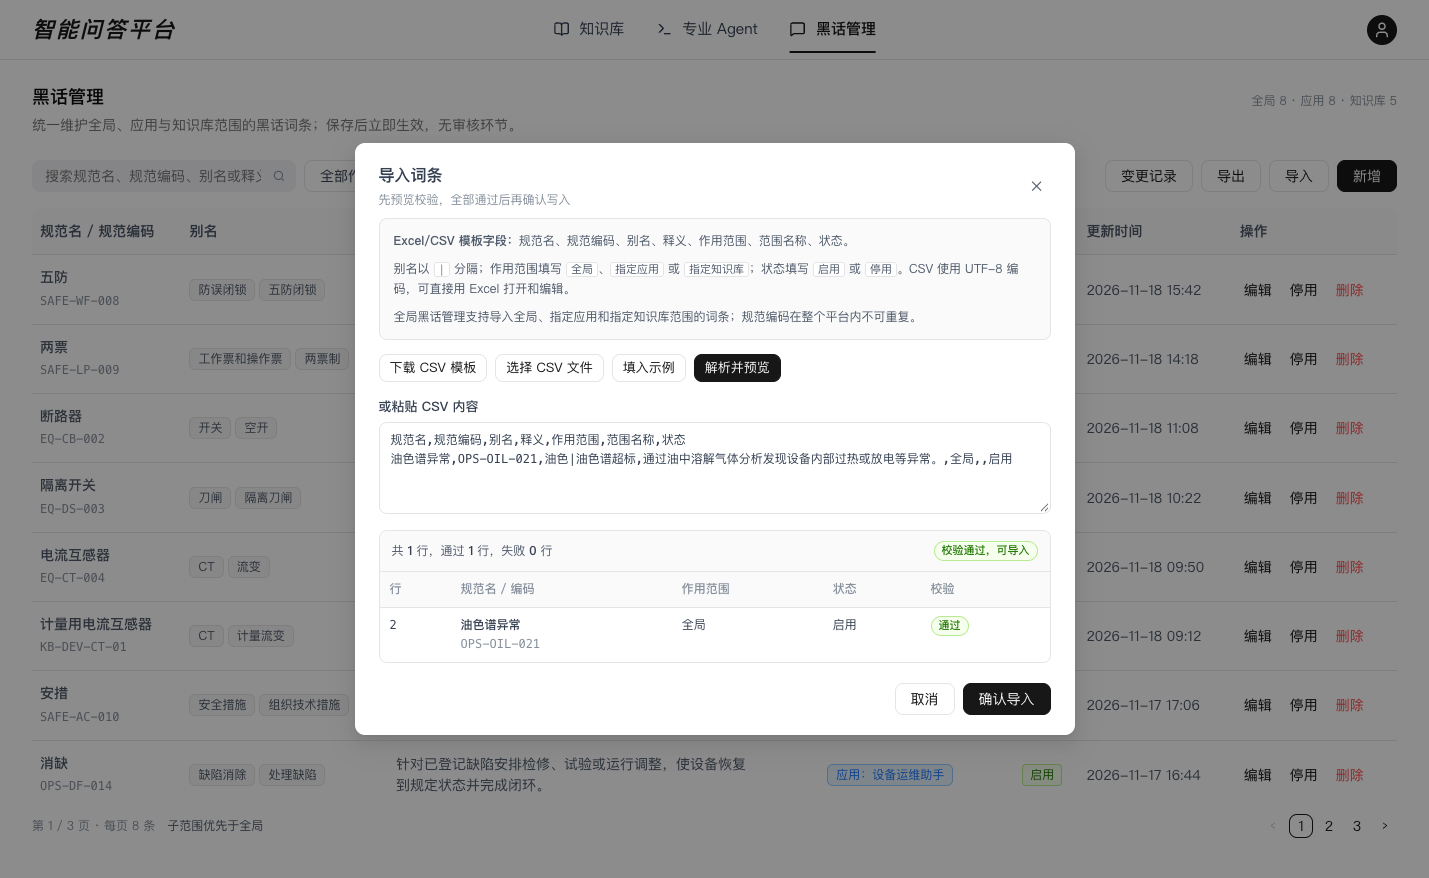 智能问答平台
知识库
专业 Agent
黑话管理
黑话管理
全局 8 · 应用 8 · 知识库 5
统一维护全局、应用与知识库范围的黑话词条；保存后立即生效，无审核环节。
搜索规范名、规范编码、别名或释义
全部作
变更记录
导出
导入
新增
规范名 / 规范编码
别名
更新时间
操作
五防
SAFE-WF-008
防误闭锁
五防闭锁
2026-11-18 15:42
编辑
停用
删除
两票
SAFE-LP-009
工作票和操作票
两票制
2026-11-18 14:18
编辑
停用
删除
断路器
EQ-CB-002
开关
空开
2026-11-18 11:08
编辑
停用
删除
隔离开关
EQ-DS-003
刀闸
隔离刀闸
2026-11-18 10:22
编辑
停用
删除
电流互感器
EQ-CT-004
CT
流变
2026-11-18 09:50
编辑
停用
删除
计量用电流互感器
KB-DEV-CT-01
CT
计量流变
2026-11-18 09:12
编辑
停用
删除
安措
SAFE-AC-010
安全措施
组织技术措施
2026-11-17 17:06
编辑
停用
删除
消缺
OPS-DF-014
缺陷消除
处理缺陷
针对已登记缺陷安排检修、试验或运行调整，使设备恢复
到规定状态并完成闭环。
应用：设备运维助手
启用
2026-11-17 16:44
编辑
停用
删除
第 1 / 3 页 · 每页 8 条
子范围优先于全局
1
2
3
导入词条
先预览校验，全部通过后再确认写入
Excel/CSV 模板字段：规范名、规范编码、别名、释义、作用范围、范围名称、状态。
别名以 | 分隔；作用范围填写 全局、指定应用 或 指定知识库；状态填写 启用 或 停用。CSV 使用 UTF-8 编
码，可直接用 Excel 打开和编辑。
全局黑话管理支持导入全局、指定应用和指定知识库范围的词条；规范编码在整个平台内不可重复。
下载 CSV 模板
选择 CSV 文件
填入示例
解析并预览
或粘贴 CSV 内容
规范名,规范编码,别名,释义,作用范围,范围名称,状态
油色谱异常,OPS-OIL-021,油色|油色谱超标,通过油中溶解气体分析发现设备内部过热或放电等异常。,全局,,启用
共 1 行，通过 1 行，失败 0 行
校验通过，可导入
行
规范名 / 编码
作用范围
状态
校验
2
油色谱异常
OPS-OIL-021
全局
启用
通过
取消
确认导入